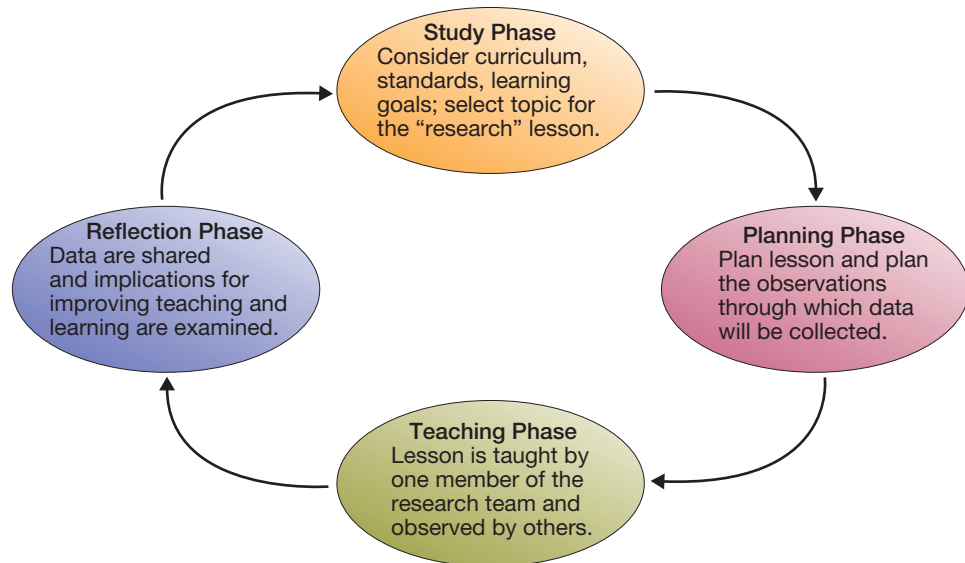 Study Phase
Consider curriculum,
standards, learning
goals; select topic for
the “research” lesson.
Planning Phase
Plan lesson and plan
the observations
through which data
will be collected.
Teaching Phase
Lesson is taught by
one member of the
research team and
observed by others.
Reflection Phase
Data are shared
and implications for
improving teaching and
learning are examined.